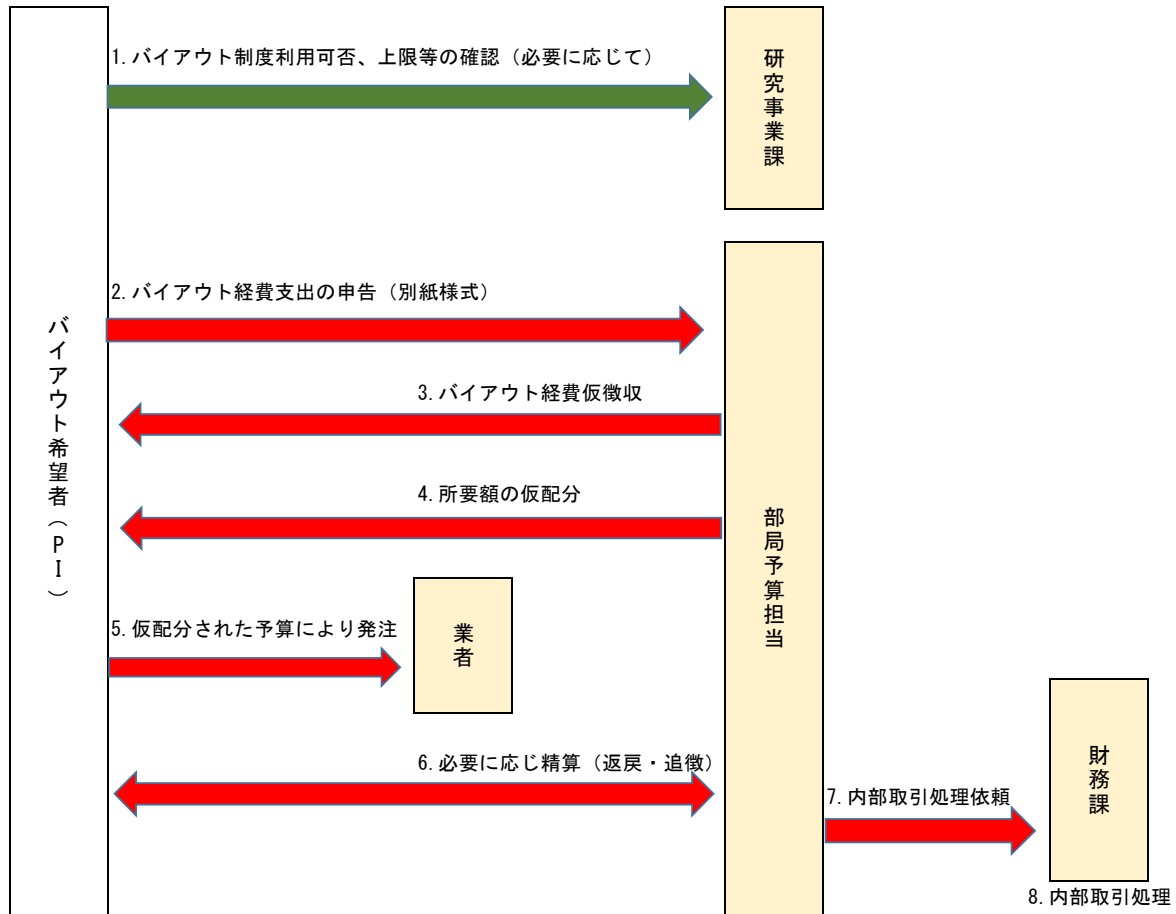 1.バイアウト制度利用可否、上限等の確認（必要に応じて）
研究事業課
2.バイアウト経費支出の申告（別紙様式）
バイアウト希望者（PI）
3.バイアウト経費仮徴収
4.所要額の仮配分
部局予算担当
5.仮配分された予算により発注
業者
6.必要に応じ精算（返戻・追徴）
7.内部取引処理依頼
財務課
8.内部取引処理